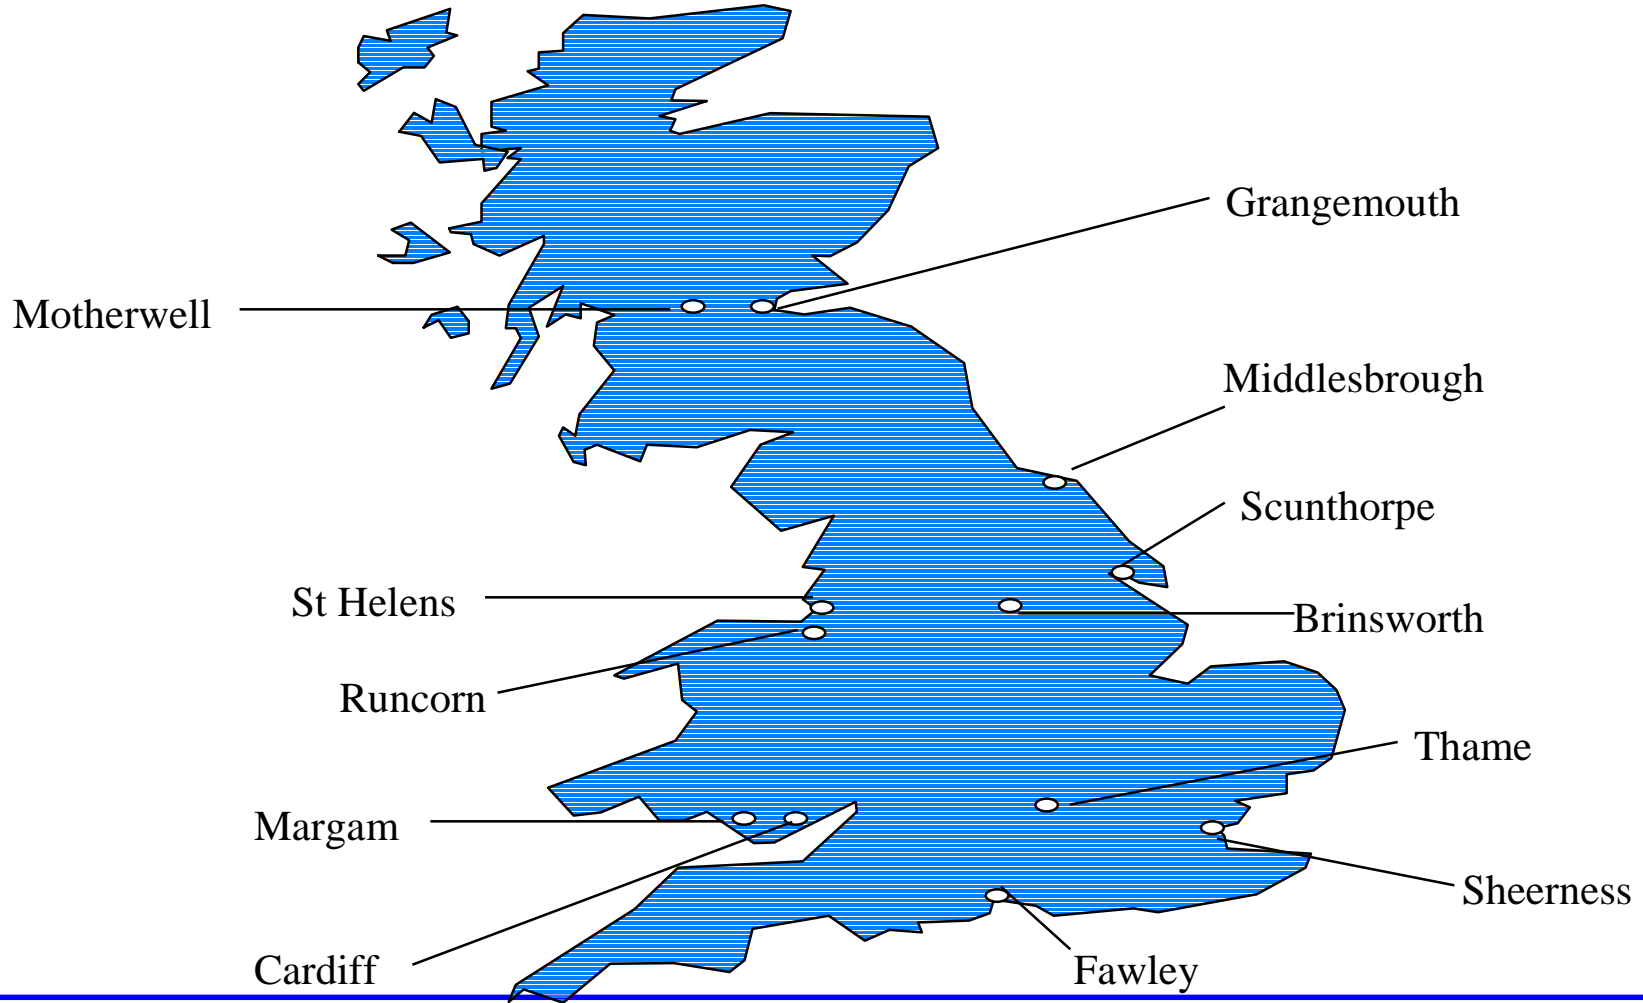 Grangemouth
Motherwell
Middlesbrough
Scunthorpe
St Helens
Brinsworth
Runcorn
Thame
Margam
Sheerness
Cardiff
Fawley